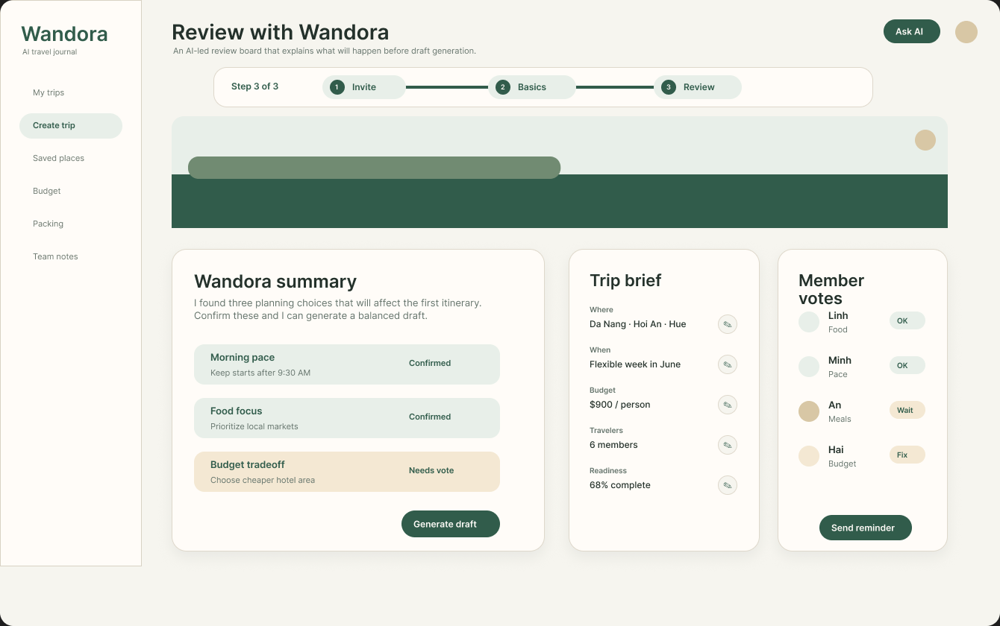 Wandora
AI travel journal
My trips
Create trip
Saved places
Budget
Packing
Team notes
Review with Wandora
An AI-led review board that explains what will happen before draft generation.
Ask AI
Step 3 of 3
1 Invite
2 Basics
3 Review
Wandora summary
I found three planning choices that will affect the first itinerary.
Confirm these and I can generate a balanced draft.
Morning pace
Keep starts after 9:30 AM
Confirmed
Food focus
Prioritize local markets
Confirmed
Budget tradeoff
Choose cheaper hotel area
Needs vote
Generate draft
Trip brief
Where
Da Nang · Hoi An · Hue
When
Flexible week in June
Budget
$900 / person
Travelers
6 members
Readiness
68% complete
Member
votes
Linh
Food
OK
Minh
Pace
OK
An
Meals
Wait
Hai
Budget
Fix
Send reminder